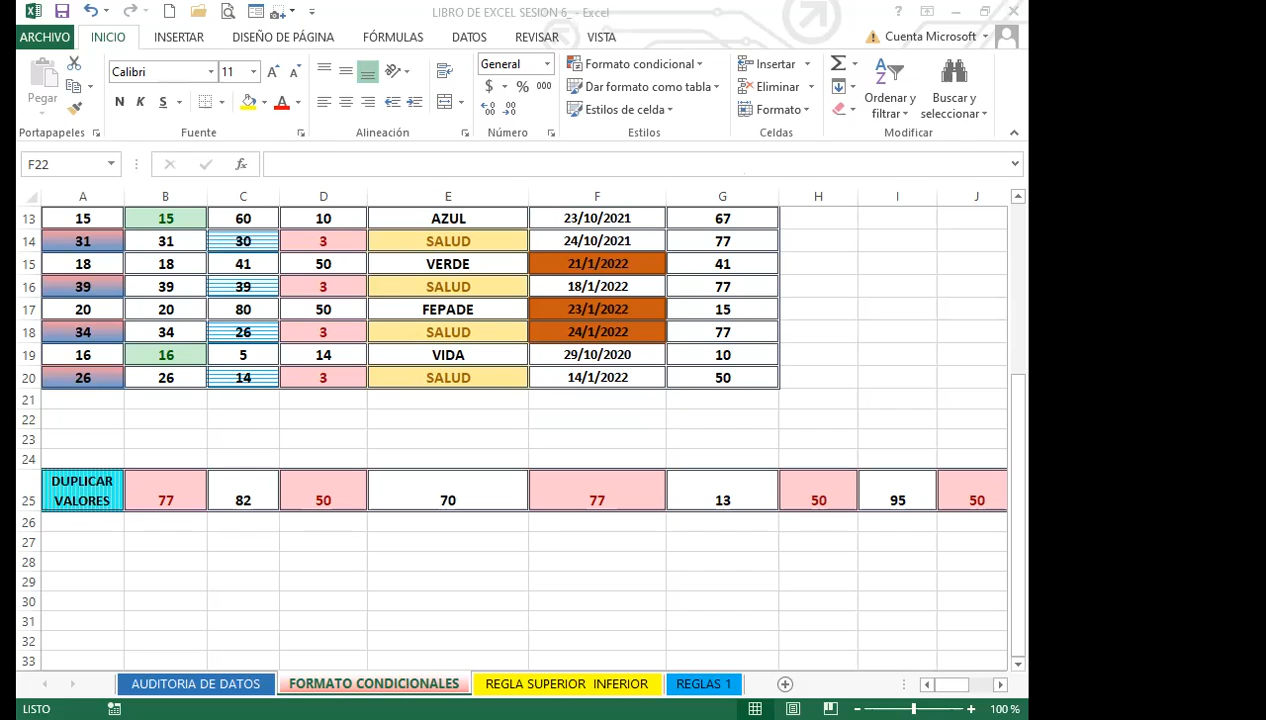 LIBRO DE EXCEL SESION 6_ - Excel
?
ARCHIVO INICIO INSERTAR DISEÑO DE PÁGINA FÓRMULAS DATOS REVISAR VISTA Cuenta Microsoft
Pegar Calibri 11 A A General Formato condicional Insertar Σ
N K S A $ % 000 Dar formato como tabla Eliminar Ordenar y filtrar Buscar y seleccionar
Estilos de celda Formato
Portapapeles Fuente Alineación Número Estilos Celdas Modificar
F22 fx
A B C D E F G H I J
13 15 15 60 10 AZUL 23/10/2021 67
14 31 31 30 3 SALUD 24/10/2021 77
15 18 18 41 50 VERDE 21/1/2022 41
16 39 39 39 3 SALUD 18/1/2022 77
17 20 20 80 50 FEPADE 23/1/2022 15
18 34 34 26 3 SALUD 24/1/2022 77
19 16 16 5 14 VIDA 29/10/2020 10
20 26 26 14 3 SALUD 14/1/2022 50
21
22
23
24
25 DUPLICAR VALORES 77 82 50 70 77 13 50 95 50
26
27
28
29
30
31
32
33
AUDITORIA DE DATOS FORMATO CONDICIONALES REGLA SUPERIOR INFERIOR REGLAS 1
LISTO 100 %